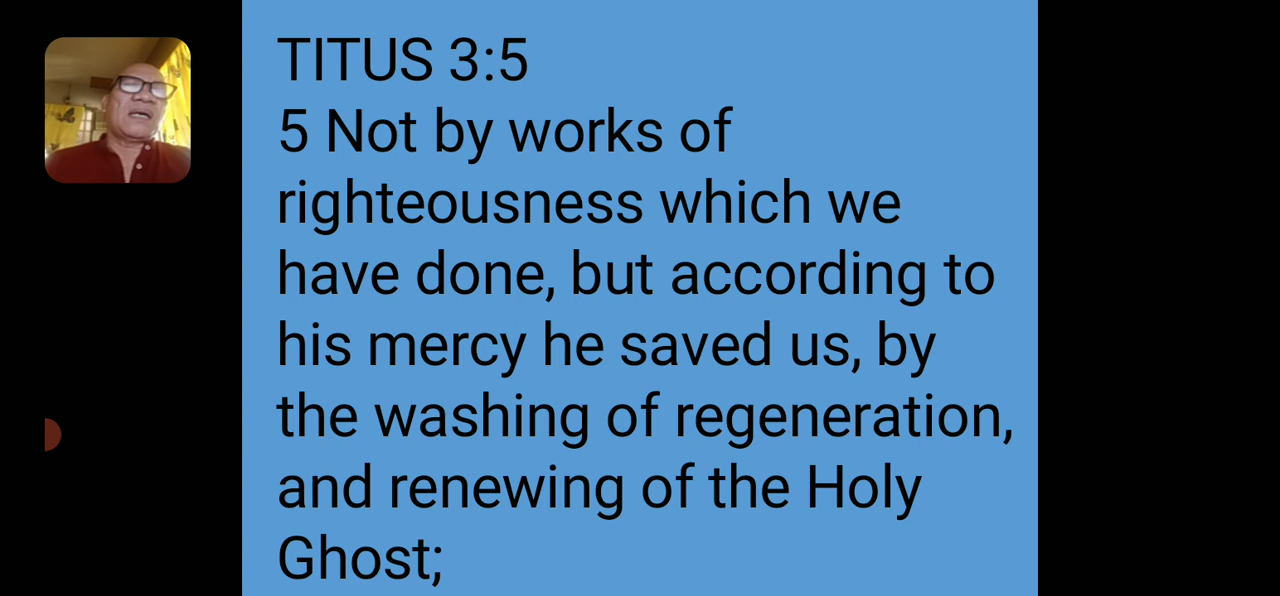 TITUS 3:5
5 Not by works of
righteousness which we
have done, but according to
his mercy he saved us, by
the washing of regeneration,
and renewing of the Holy
Ghost;